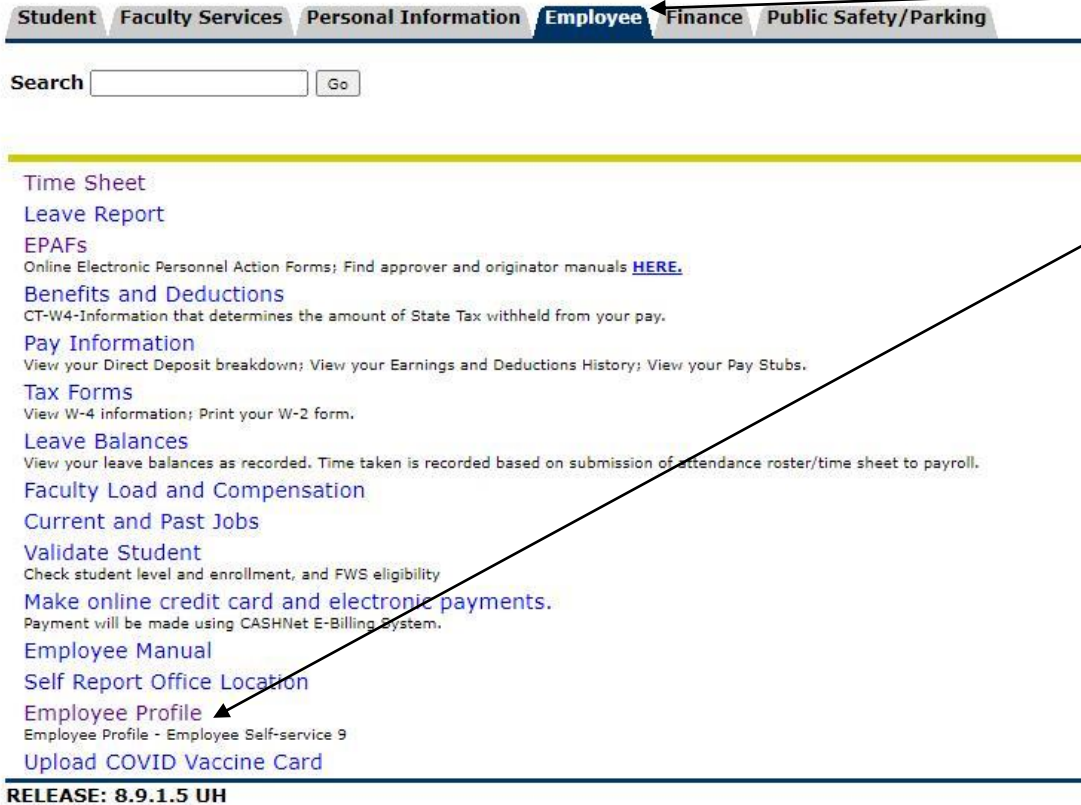 Student Faculty Services Personal Information Employee Finance Public Safety/Parking
Search Go
Time Sheet
Leave Report
EPAFs
Online Electronic Personnel Action Forms; Find approver and originator manuals HERE.
Benefits and Deductions
CT-W4-Information that determines the amount of State Tax withheld from your pay.
Pay Information
View your Direct Deposit breakdown; View your Earnings and Deductions History; View your Pay Stubs.
Tax Forms
View W-4 information; Print your W-2 form.
Leave Balances
View your leave balances as recorded. Time taken is recorded based on submission of attendance roster/time sheet to payroll.
Faculty Load and Compensation
Current and Past Jobs
Validate Student
Check student level and enrollment, and FWS eligibility
Make online credit card and electronic payments.
Payment will be made using CASHNet E-Billing System.
Employee Manual
Self Report Office Location
Employee Profile
Employee Profile - Employee Self-service 9
Upload COVID Vaccine Card
RELEASE: 8.9.1.5 UH